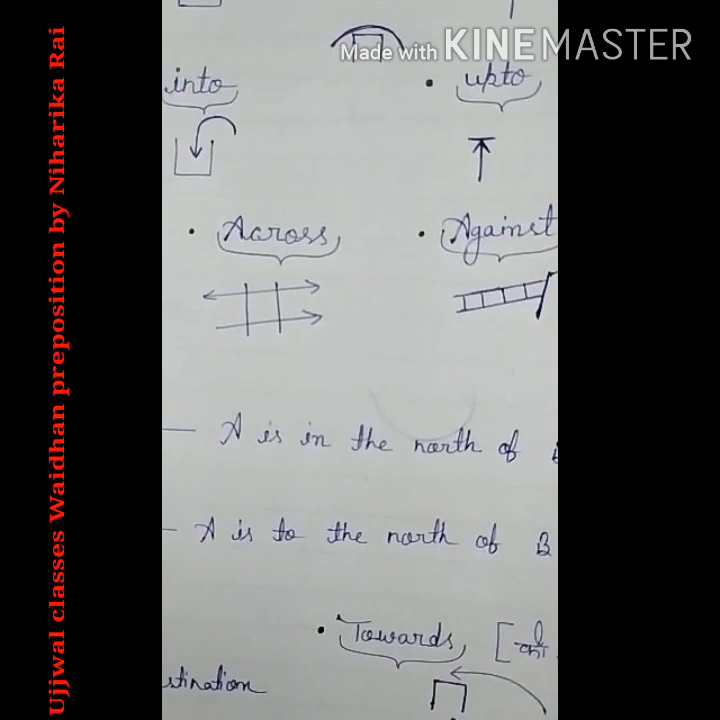 Ujjwal classes Waidhan preposition by Niharika Rai
Made with KINEMASTER
into
• upto
• Across
• Against
— A is in the north of
— A is to the north of B
• Towards [
stination